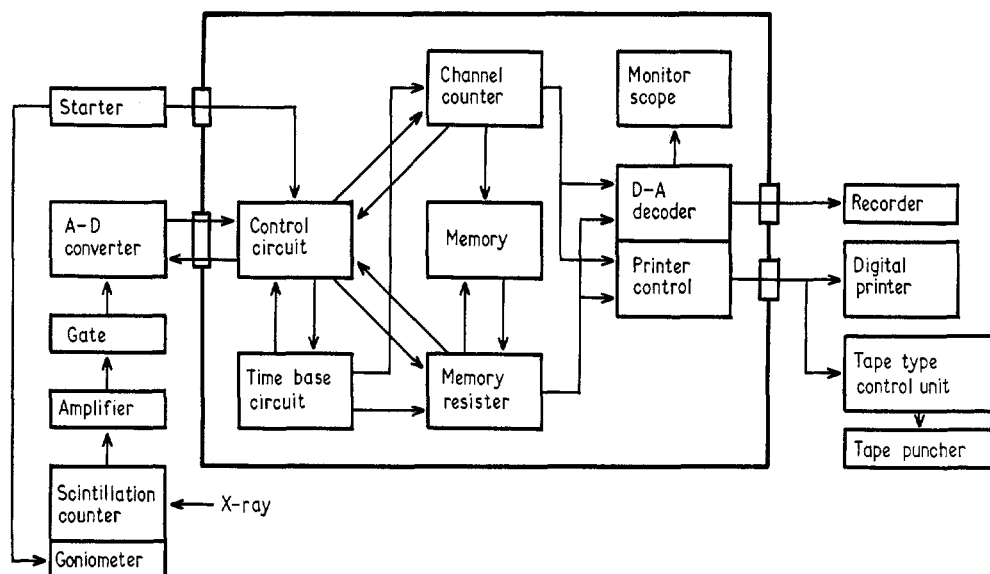 Starter
A-D
converter
Gate
Amplifier
Scintillation
counter
X-ray
Goniometer
Control
circuit
Time base
circuit
Channel
counter
Memory
Memory
resister
Monitor
scope
D-A
decoder
Printer
control
Recorder
Digital
printer
Tape type
control unit
Tape puncher